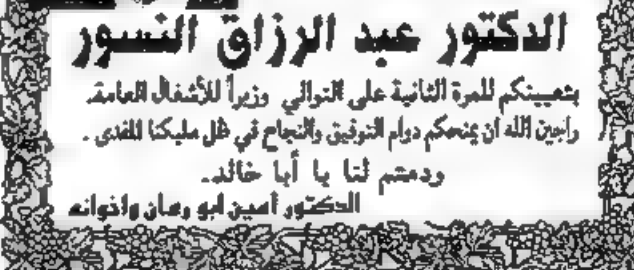 الدكتور عبد الرزاق النسور
بتعيينكم للمرة الثانية على التوالي وزيراً للأشغال العامة.
راجين الله ان يمنحكم دوام التوفيق والنجاح في ظل مليكنا المفدى .
ودمتم لنا يا أبا خالد.
الدكتور أمين ابو رمان واخوانه